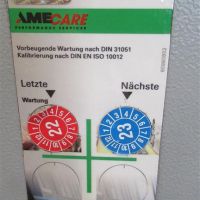 AMECARE
PERFORMANCE SERVICES
Vorbeugende Wartung nach DIN 31051
Kalibrierung nach DIN EN ISO 10012
Letzte
Nächste
Wartung
22
23